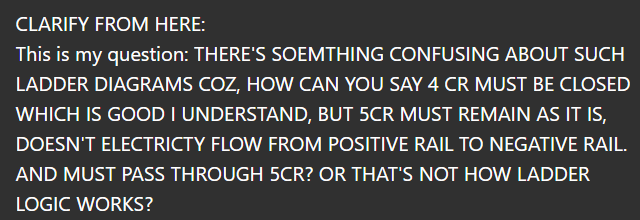 CLARIFY FROM HERE:
This is my question: THERE'S SOEMTHING CONFUSING ABOUT SUCH
LADDER DIAGRAMS COZ, HOW CAN YOU SAY 4 CR MUST BE CLOSED
WHICH IS GOOD I UNDERSTAND, BUT 5CR MUST REMAIN AS IT IS,
DOESN'T ELECTRICTY FLOW FROM POSITIVE RAIL TO NEGATIVE RAIL.
AND MUST PASS THROUGH 5CR? OR THAT'S NOT HOW LADDER
LOGIC WORKS?